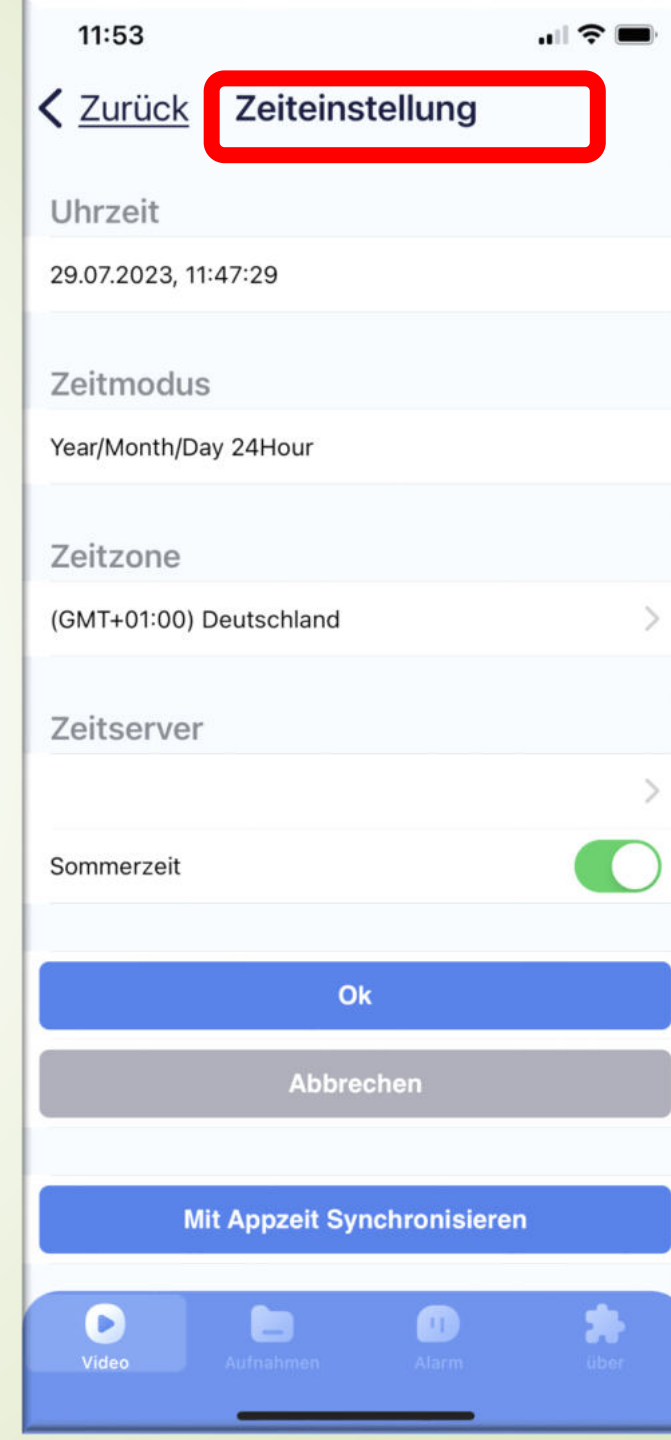 11:53
Zurück Zeiteinstellung
Uhrzeit
29.07.2023, 11:47:29
Zeitmodus
Year/Month/Day 24Hour
Zeitzone
(GMT+01:00) Deutschland
Zeitserver
Sommerzeit
Ok
Abbrechen
Mit Appzeit Synchronisieren
Video Aufnahmen Alarm über